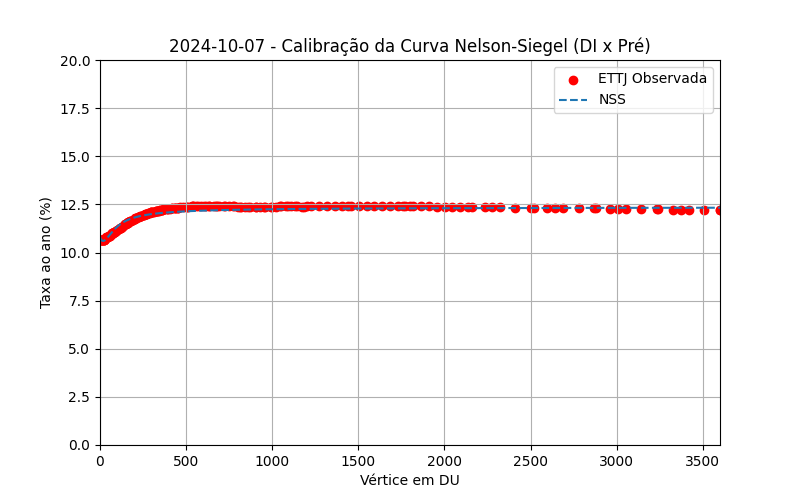 2024-10-07 - Calibração da Curva Nelson-Siegel (DI x Pré)
20.0
17.5
15.0
12.5
10.0
7.5
5.0
2.5
0.0
Taxa ao ano (%)
ETTJ Observada
NSS
0 500 1000 1500 2000 2500 3000 3500
Vértice em DU